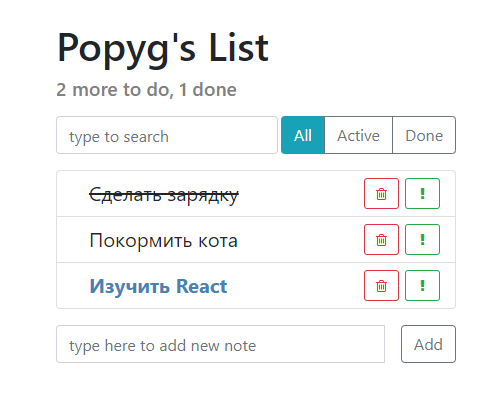 Popyg's List
2 more to do, 1 done
type to search All Active Done
Сделать зарядку !
Покормить кота !
Изучить React !
type here to add new note Add